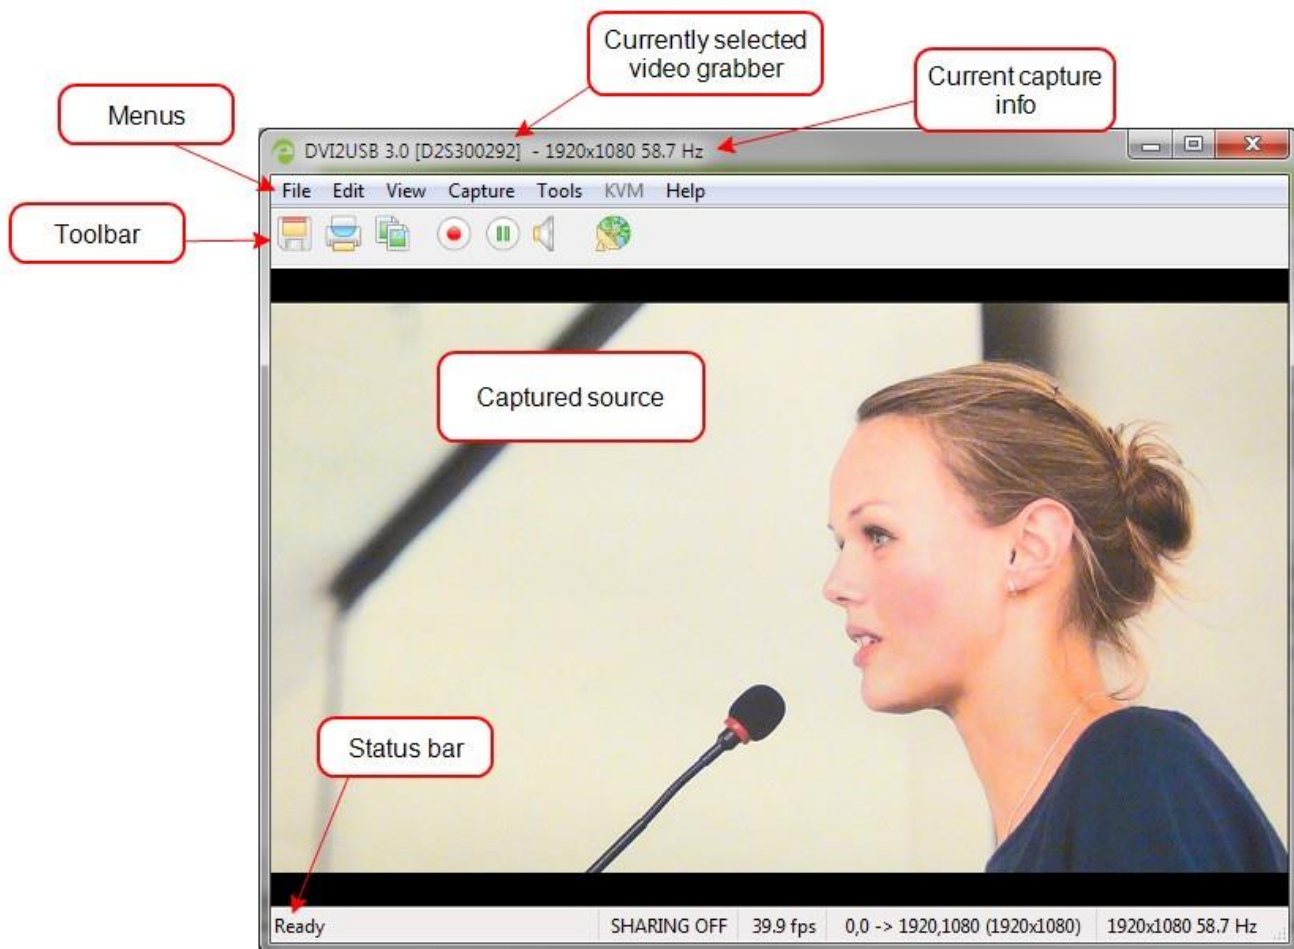 Currently selected
video grabber
Current capture
info
Menus
DVI2USB 3.0 [D2S300292] - 1920x1080 58.7 Hz
File Edit View Capture Tools KVM Help
Toolbar
Captured source
Status bar
Ready SHARING OFF 39.9 fps 0,0 -> 1920,1080 (1920x1080) 1920x1080 58.7 Hz